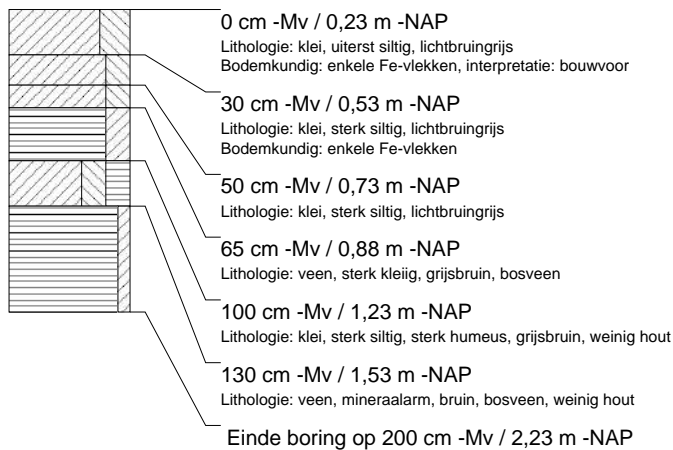 0 cm -Mv / 0,23 m -NAP
Lithologie: klei, uiterst siltig, lichtbruingrijs
Bodemkundig: enkele Fe-vlekken, interpretatie: bouwvoor
30 cm -Mv / 0,53 m -NAP
Lithologie: klei, sterk siltig, lichtbruingrijs
Bodemkundig: enkele Fe-vlekken
50 cm -Mv / 0,73 m -NAP
Lithologie: klei, sterk siltig, lichtbruingrijs
65 cm -Mv / 0,88 m -NAP
Lithologie: veen, sterk kleiig, grijsbruin, bosveen
100 cm -Mv / 1,23 m -NAP
Lithologie: klei, sterk siltig, sterk humeus, grijsbruin, weinig hout
130 cm -Mv / 1,53 m -NAP
Lithologie: veen, mineraalarm, bruin, bosveen, weinig hout
Einde boring op 200 cm -Mv / 2,23 m -NAP